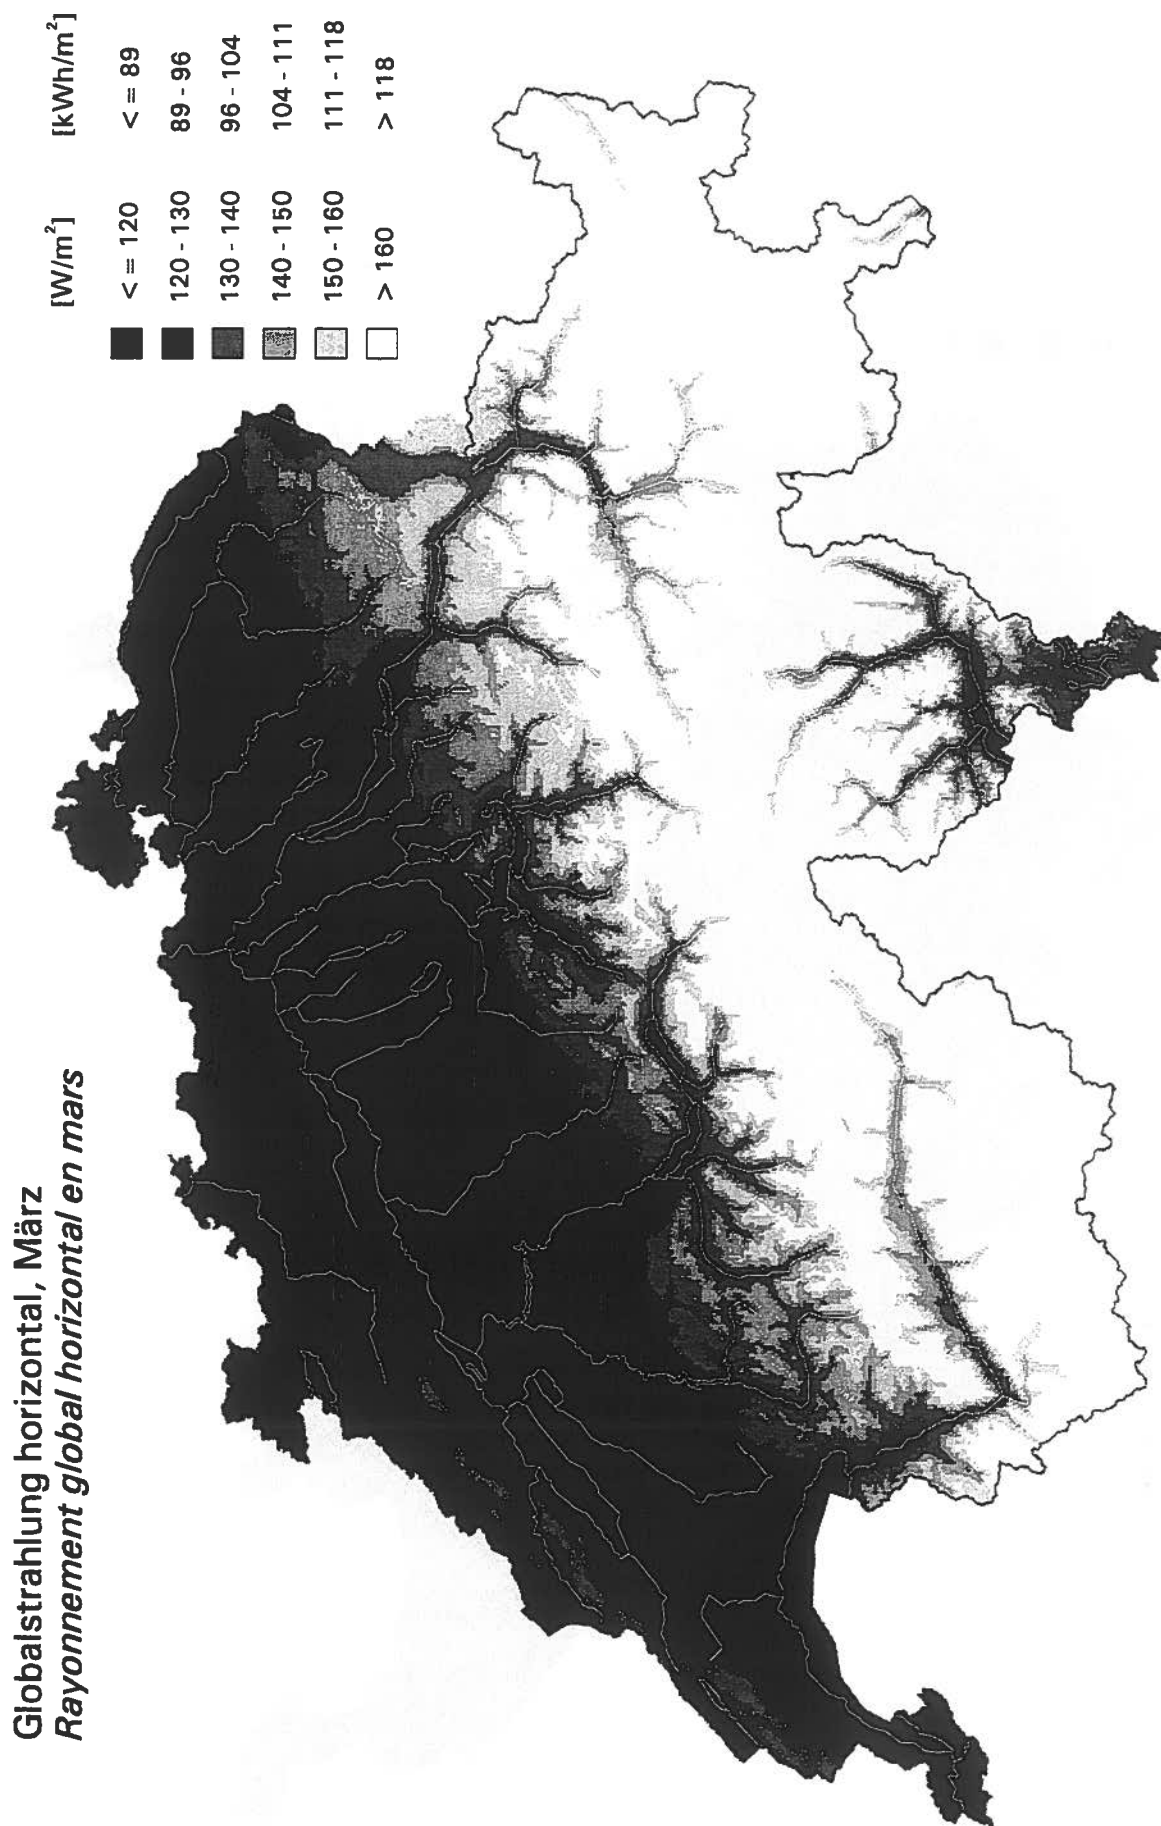 Globalstrahlung horizontal, März
Rayonnement global horizontal en mars
[W/m²] [kWh/m²]
<= 120 <= 89
120 - 130 89 - 96
130 - 140 96 - 104
140 - 150 104 - 111
150 - 160 111 - 118
> 160 > 118